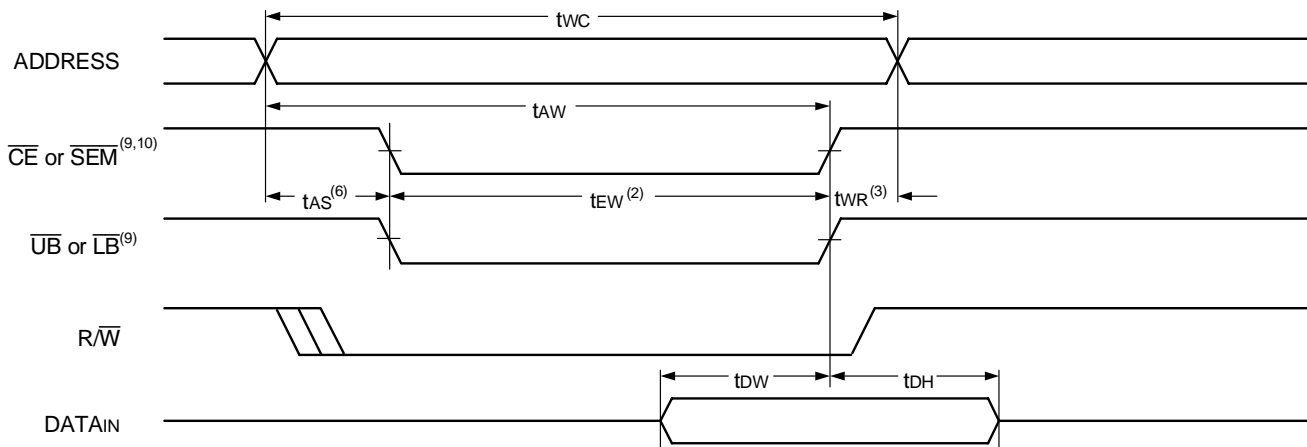 tWC
ADDRESS
tAW
CE or SEM(9,10)
tAS(6)
tEW(2)
tWR(3)
UB or LB(9)
R/W
tDW
tDH
DATAIN